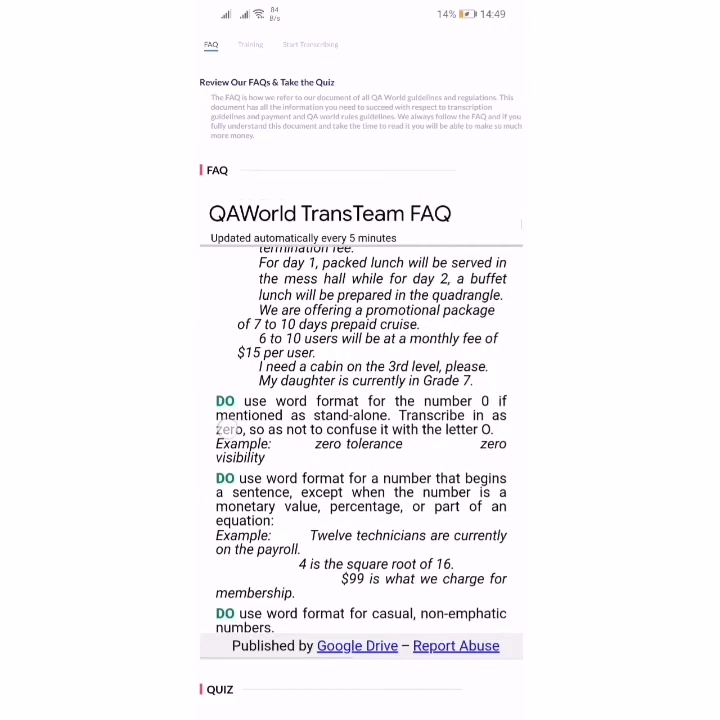 84
B/s
14% 14:49
FAQ Training Start Transcribing
Review Our FAQs & Take the Quiz
The FAQ is how we refer to our document of all QA World guidelines and regulations. This
document has all the information you need to succeed with respect to transcription
guidelines and payment and QA world rules guidelines. We always follow the FAQ and if you
fully understand this document and take the time to read it you will be able to make so much
more money.
FAQ
QAWorld TransTeam FAQ
Updated automatically every 5 minutes
termination fee.
For day 1, packed lunch will be served in
the mess hall while for day 2, a buffet
lunch will be prepared in the quadrangle.
We are offering a promotional package
of 7 to 10 days prepaid cruise.
6 to 10 users will be at a monthly fee of
$15 per user.
I need a cabin on the 3rd level, please.
My daughter is currently in Grade 7.
DO use word format for the number 0 if
mentioned as stand-alone. Transcribe in as
zero, so as not to confuse it with the letter O.
Example: zero tolerance zero
visibility
DO use word format for a number that begins
a sentence, except when the number is a
monetary value, percentage, or part of an
equation:
Example: Twelve technicians are currently
on the payroll.
4 is the square root of 16.
$99 is what we charge for
membership.
DO use word format for casual, non-emphatic
numbers.
Published by Google Drive – Report Abuse
QUIZ